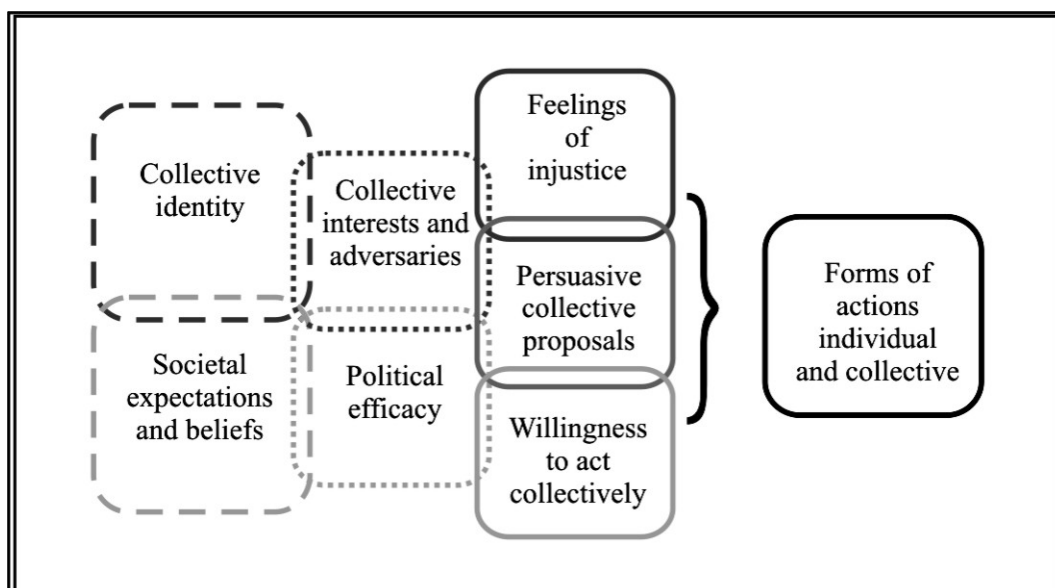 Collective
identity
Societal
expectations
and beliefs
Collective
interests and
adversaries
Political
efficacy
Feelings
of
injustice
Persuasive
collective
proposals
Willingness
to act
collectively
Forms of
actions
individual
and collective